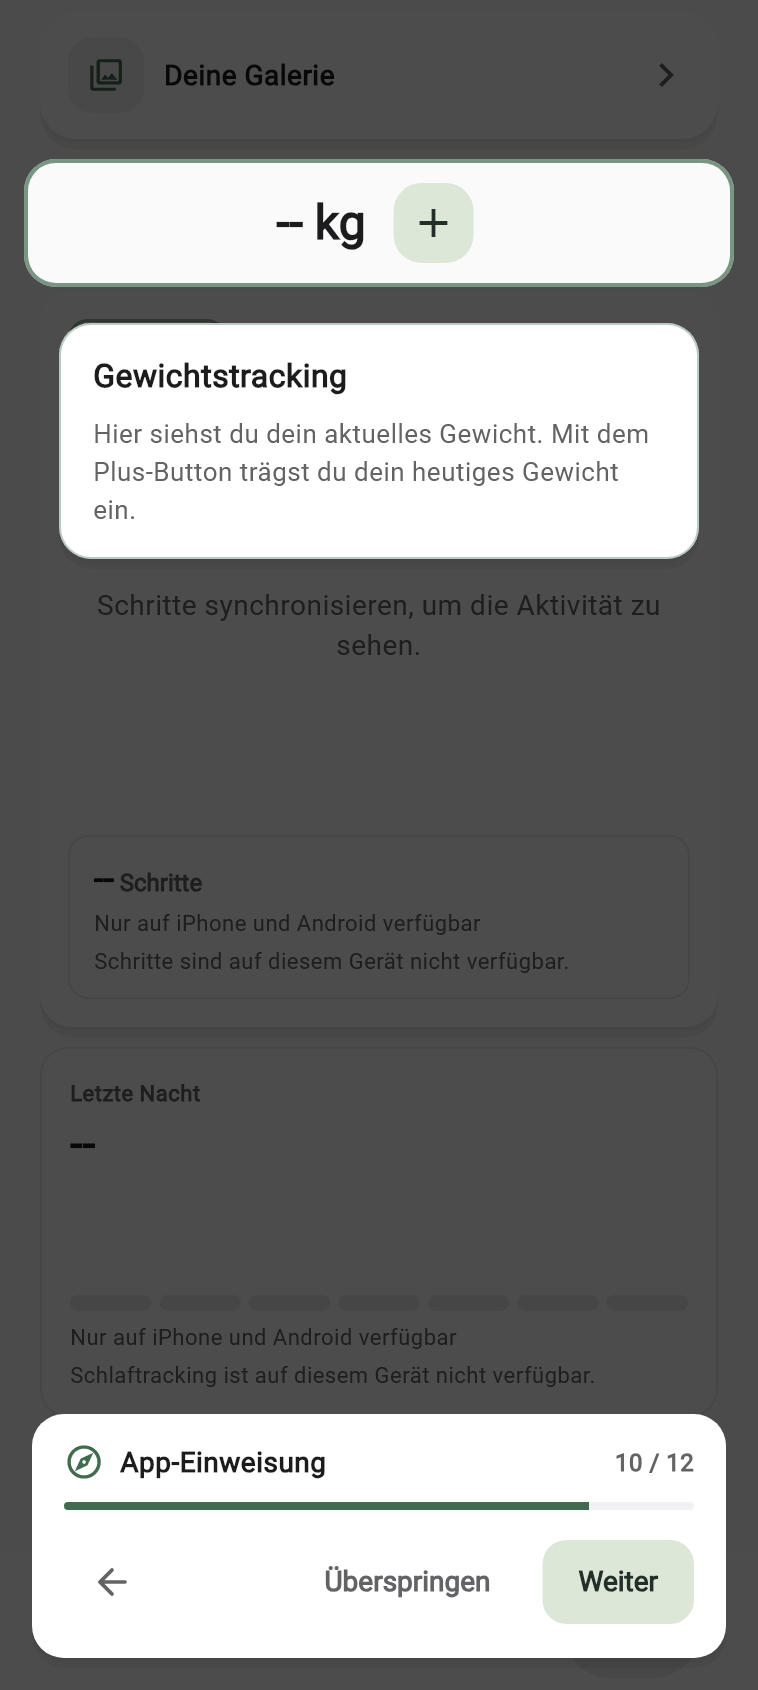 Deine Galerie
-- kg +
Gewichtstracking
Hier siehst du dein aktuelles Gewicht. Mit dem
Plus-Button trägst du dein heutiges Gewicht
ein.
Schritte synchronisieren, um die Aktivität zu
sehen.
-- Schritte
Nur auf iPhone und Android verfügbar
Schritte sind auf diesem Gerät nicht verfügbar.
Letzte Nacht
--
Nur auf iPhone und Android verfügbar
Schlaftracking ist auf diesem Gerät nicht verfügbar.
App-Einweisung 10 / 12
Überspringen Weiter